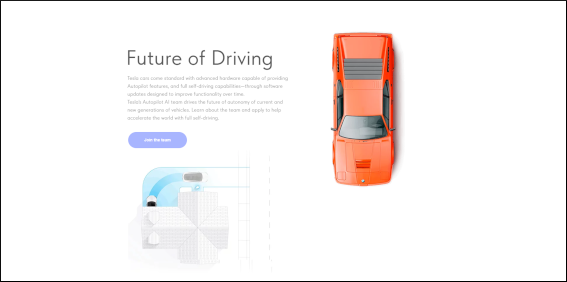 Future of Driving
Tesla cars come standard with advanced hardware capable of providing
Autopilot features, and full self-driving capabilities—through software
updates designed to improve functionality over time.
Tesla's Autopilot AI team drives the future of autonomy of current and
new generations of vehicles. Learn about the team and apply to help
accelerate the world with full self-driving.
Join the team